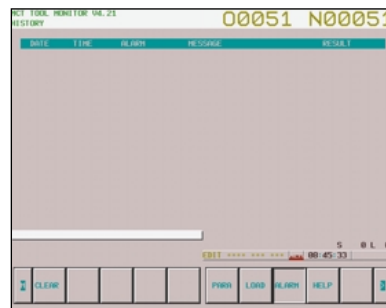 ACT TOOL MONITOR V4.21
HISTORY
O0051 N00051
DATE TIME ALARM MESSAGE RESULT
S 0 L
EDIT **** *** *** 08:45:33
CLEAR PARA LOAD ALARM HELP